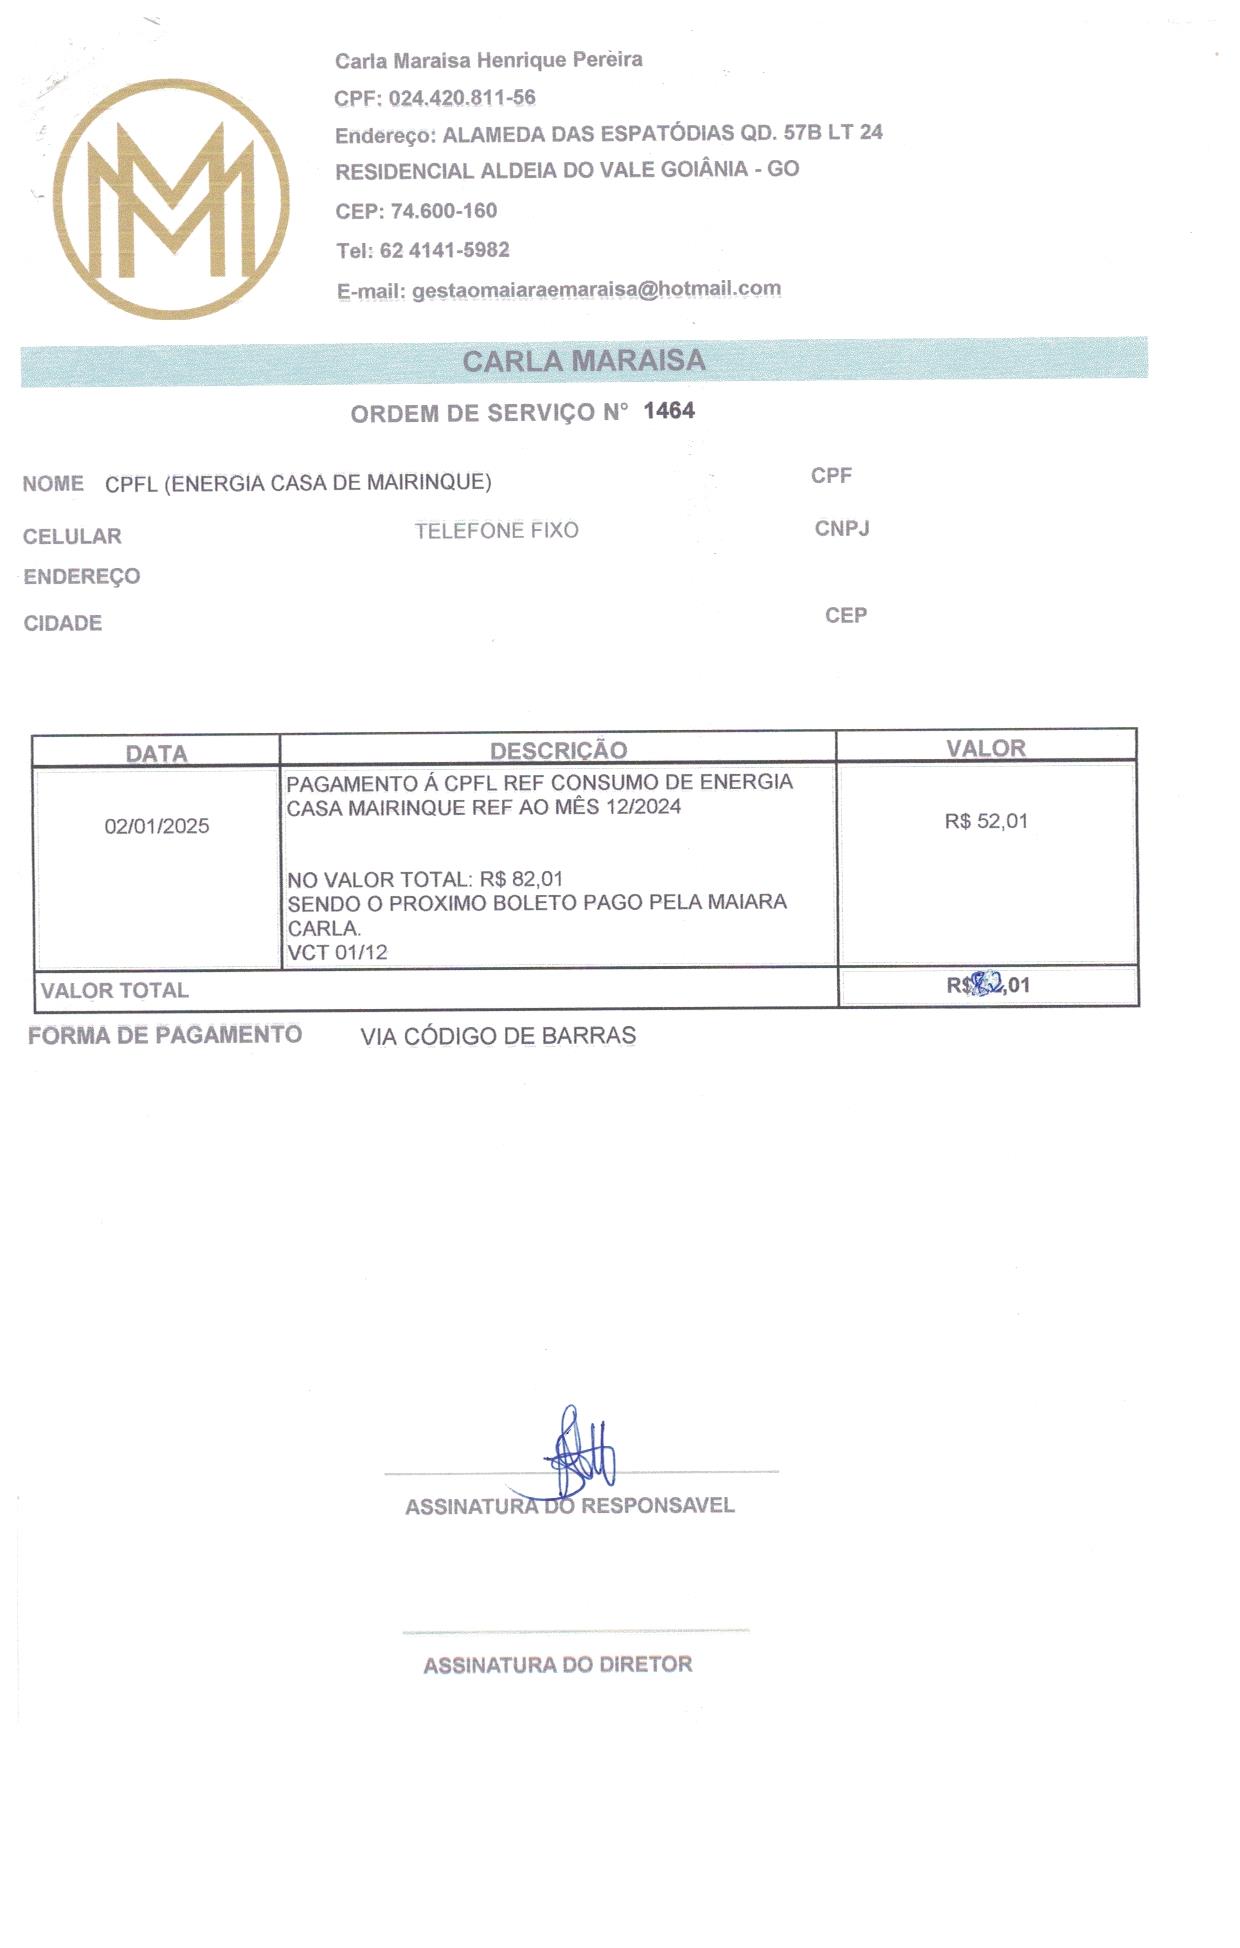 Carla Maraisa Henrique Pereira
CPF: 024.420.811-56
Endereço: ALAMEDA DAS ESPATÓDIAS QD. 57B LT 24
RESIDENCIAL ALDEIA DO VALE GOIÂNIA - GO
CEP: 74.600-160
Tel: 62 4141-5982
E-mail: gestaomaiaraemaraisa@hotmail.com
CARLA MARAISA
ORDEM DE SERVIÇO N° 1464
NOME CPFL (ENERGIA CASA DE MAIRINQUE) CPF
CELULAR TELEFONE FIXO CNPJ
ENDEREÇO
CIDADE CEP
DATA DESCRIÇÃO VALOR
PAGAMENTO Á CPFL REF CONSUMO DE ENERGIA
CASA MAIRINQUE REF AO MÊS 12/2024
02/01/2025 R$ 52,01
NO VALOR TOTAL: R$ 82,01
SENDO O PROXIMO BOLETO PAGO PELA MAIARA
CARLA.
VCT 01/12
VALOR TOTAL R$82,01
FORMA DE PAGAMENTO VIA CÓDIGO DE BARRAS
ASSINATURA DO RESPONSAVEL
ASSINATURA DO DIRETOR